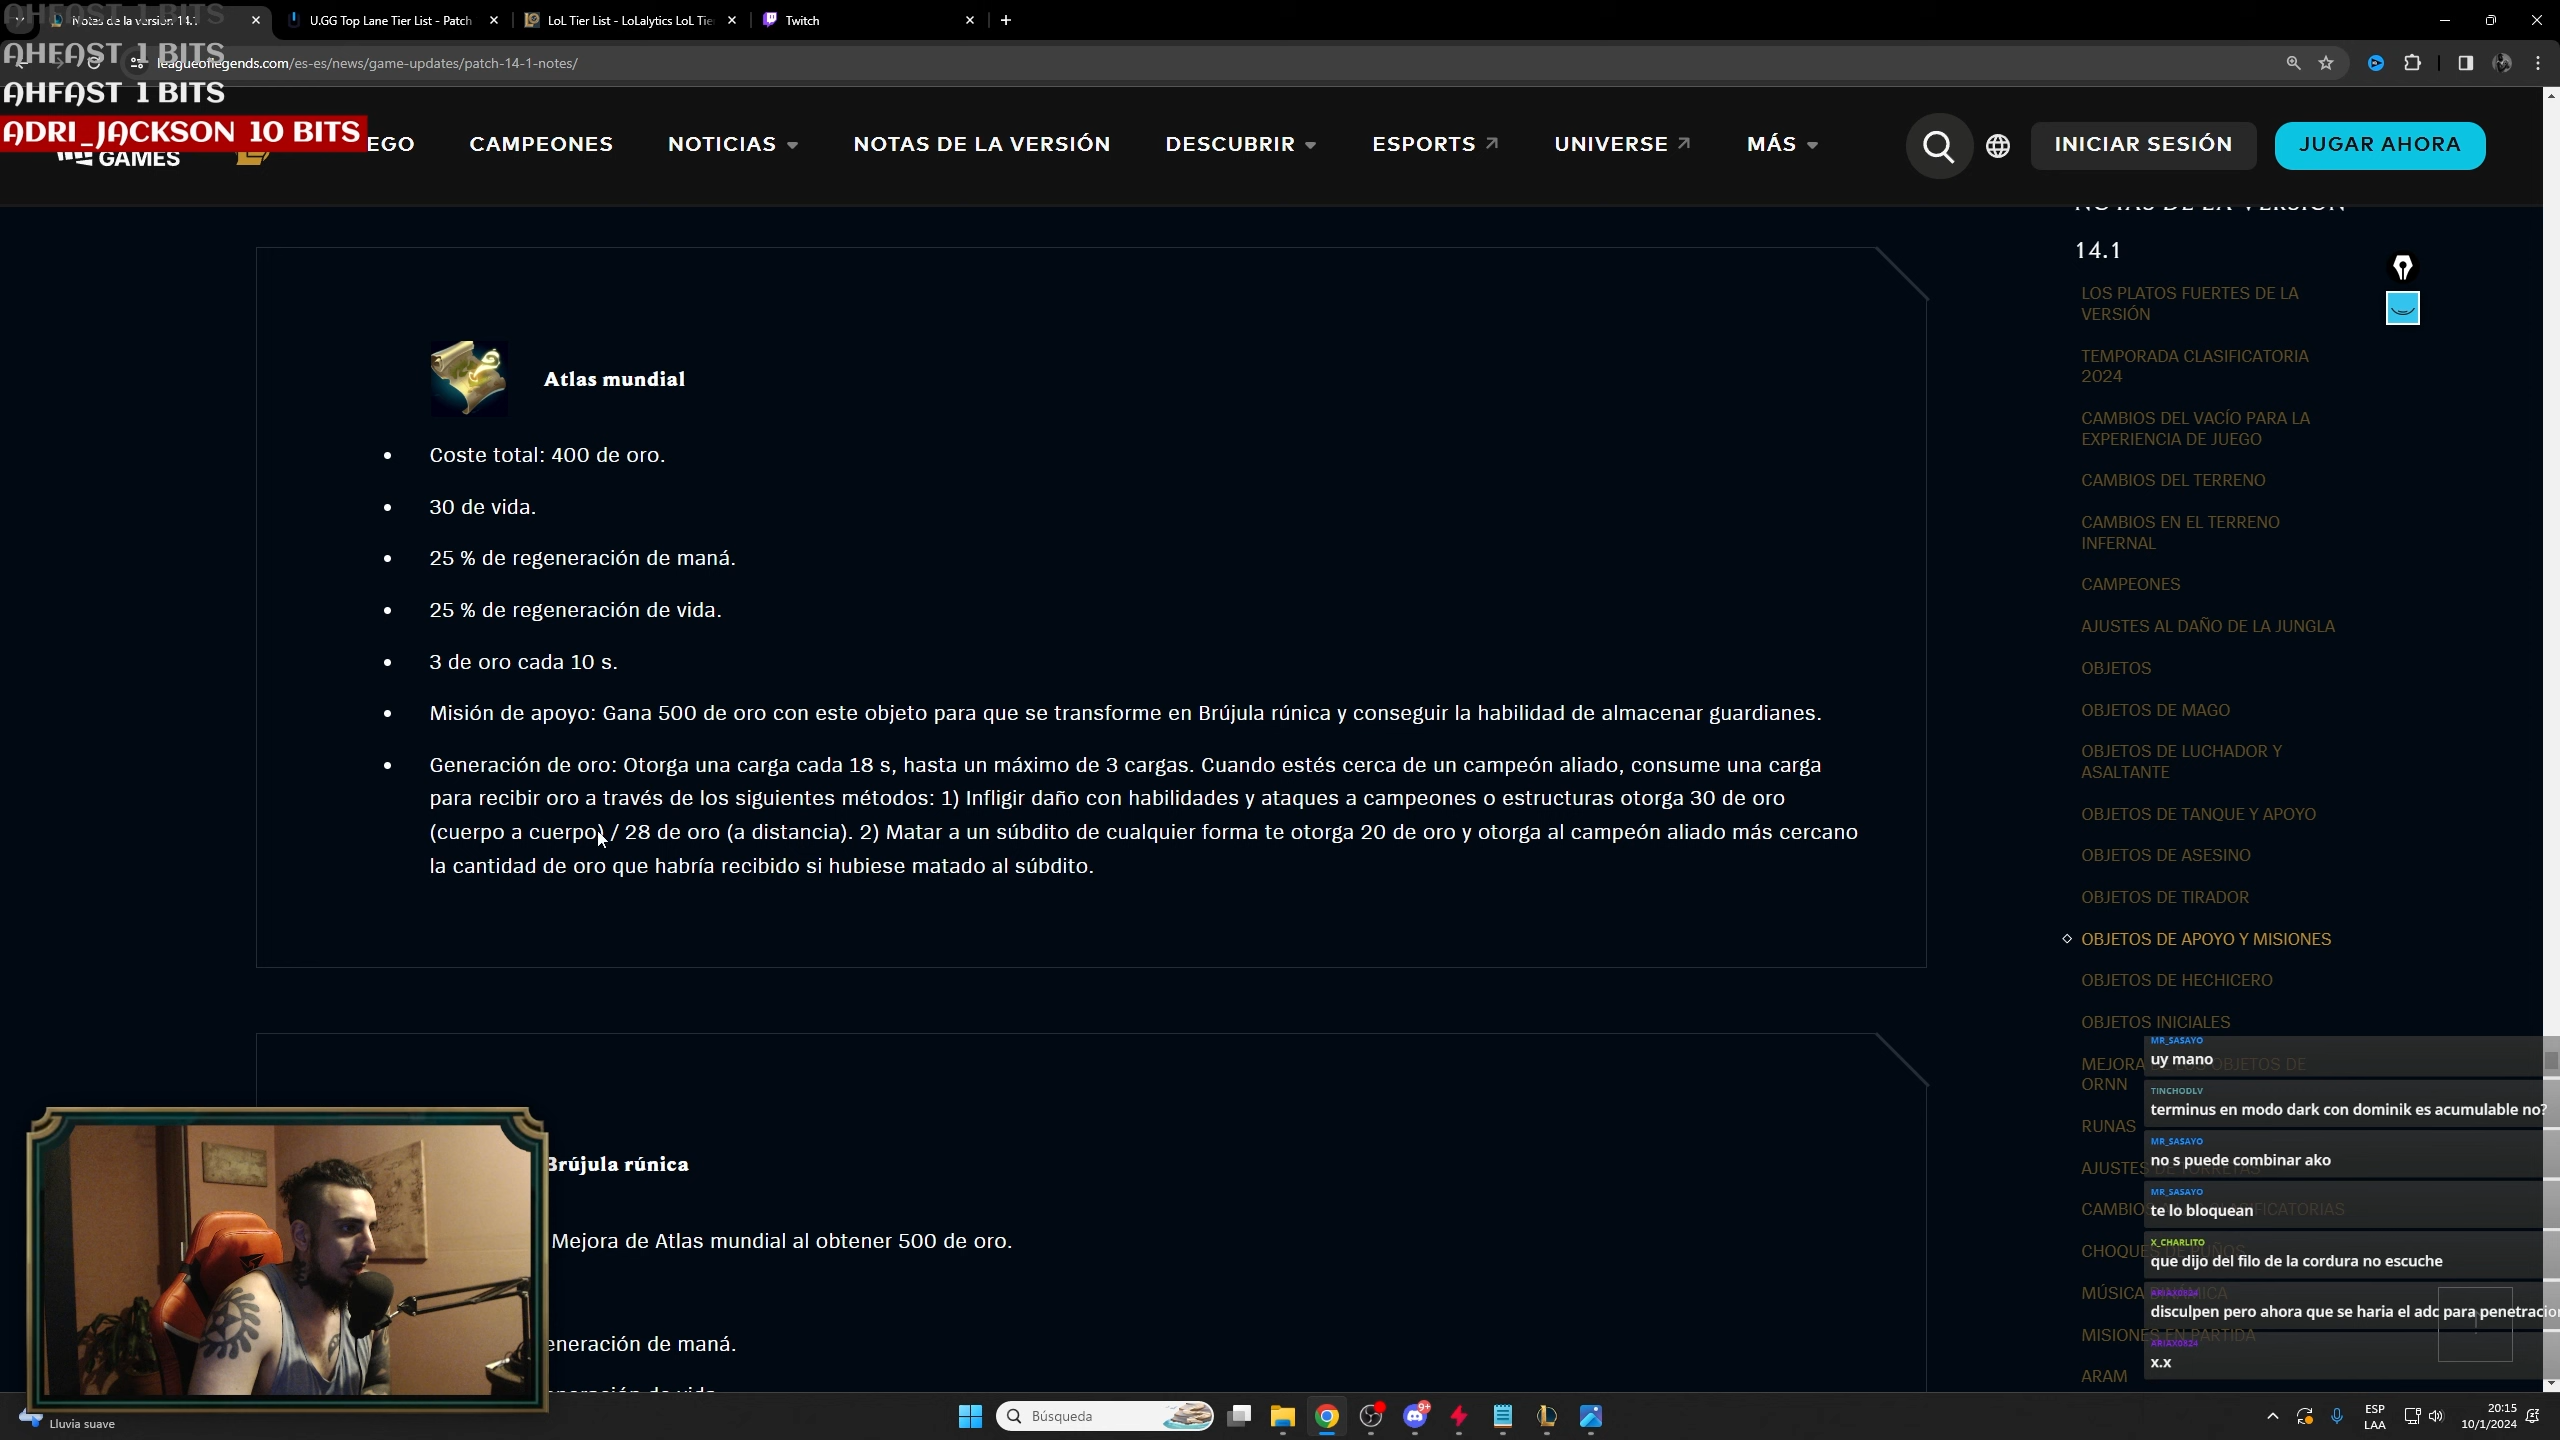 Notas de la versión 14.1
U.GG Top Lane Tier List - Patch
LoL Tier List - LoLalytics LoL Tie
Twitch
AHFAST 1 BITS
leagueoflegends.com/es-es/news/game-updates/patch-14-1-notes/
AHFAST 1 BITS
ADRI_JACKSON 10 BITS
GAMES
EGO
CAMPEONES
NOTICIAS
NOTAS DE LA VERSIÓN
DESCUBRIR
ESPORTS
UNIVERSE
MÁS
INICIAR SESIÓN
JUGAR AHORA
Atlas mundial
Coste total: 400 de oro.
30 de vida.
25 % de regeneración de maná.
25 % de regeneración de vida.
3 de oro cada 10 s.
Misión de apoyo: Gana 500 de oro con este objeto para que se transforme en Brújula rúnica y conseguir la habilidad de almacenar guardianes.
Generación de oro: Otorga una carga cada 18 s, hasta un máximo de 3 cargas. Cuando estés cerca de un campeón aliado, consume una carga
para recibir oro a través de los siguientes métodos: 1) Infligir daño con habilidades y ataques a campeones o estructuras otorga 30 de oro
(cuerpo a cuerpo) / 28 de oro (a distancia). 2) Matar a un súbdito de cualquier forma te otorga 20 de oro y otorga al campeón aliado más cercano
la cantidad de oro que habría recibido si hubiese matado al súbdito.
Brújula rúnica
Mejora de Atlas mundial al obtener 500 de oro.
eneración de maná.
NOTAS DE LA VERSIÓN
14.1
LOS PLATOS FUERTES DE LA
VERSIÓN
TEMPORADA CLASIFICATORIA
2024
CAMBIOS DEL VACÍO PARA LA
EXPERIENCIA DE JUEGO
CAMBIOS DEL TERRENO
CAMBIOS EN EL TERRENO
INFERNAL
CAMPEONES
AJUSTES AL DAÑO DE LA JUNGLA
OBJETOS
OBJETOS DE MAGO
OBJETOS DE LUCHADOR Y
ASALTANTE
OBJETOS DE TANQUE Y APOYO
OBJETOS DE ASESINO
OBJETOS DE TIRADOR
OBJETOS DE APOYO Y MISIONES
OBJETOS DE HECHICERO
OBJETOS INICIALES
MEJORA DE LOS OBJETOS DE
ORNN
RUNAS
AJUSTES
CHOQUE
MISIONES EN PARTIDA
ARAM
MR_SASAYO
uy mano
TINCHODLV
terminus en modo dark con dominik es acumulable no?
MR_SASAYO
no s puede combinar ako
MR_SASAYO
te lo bloquean
X_CHARLITO
que dijo del filo de la cordura no escuche
disculpen pero ahora que se haria el adc para penetracion
x.x
Lluvia suave
Búsqueda
9+
ESP
LAA
20:15
10/1/2024